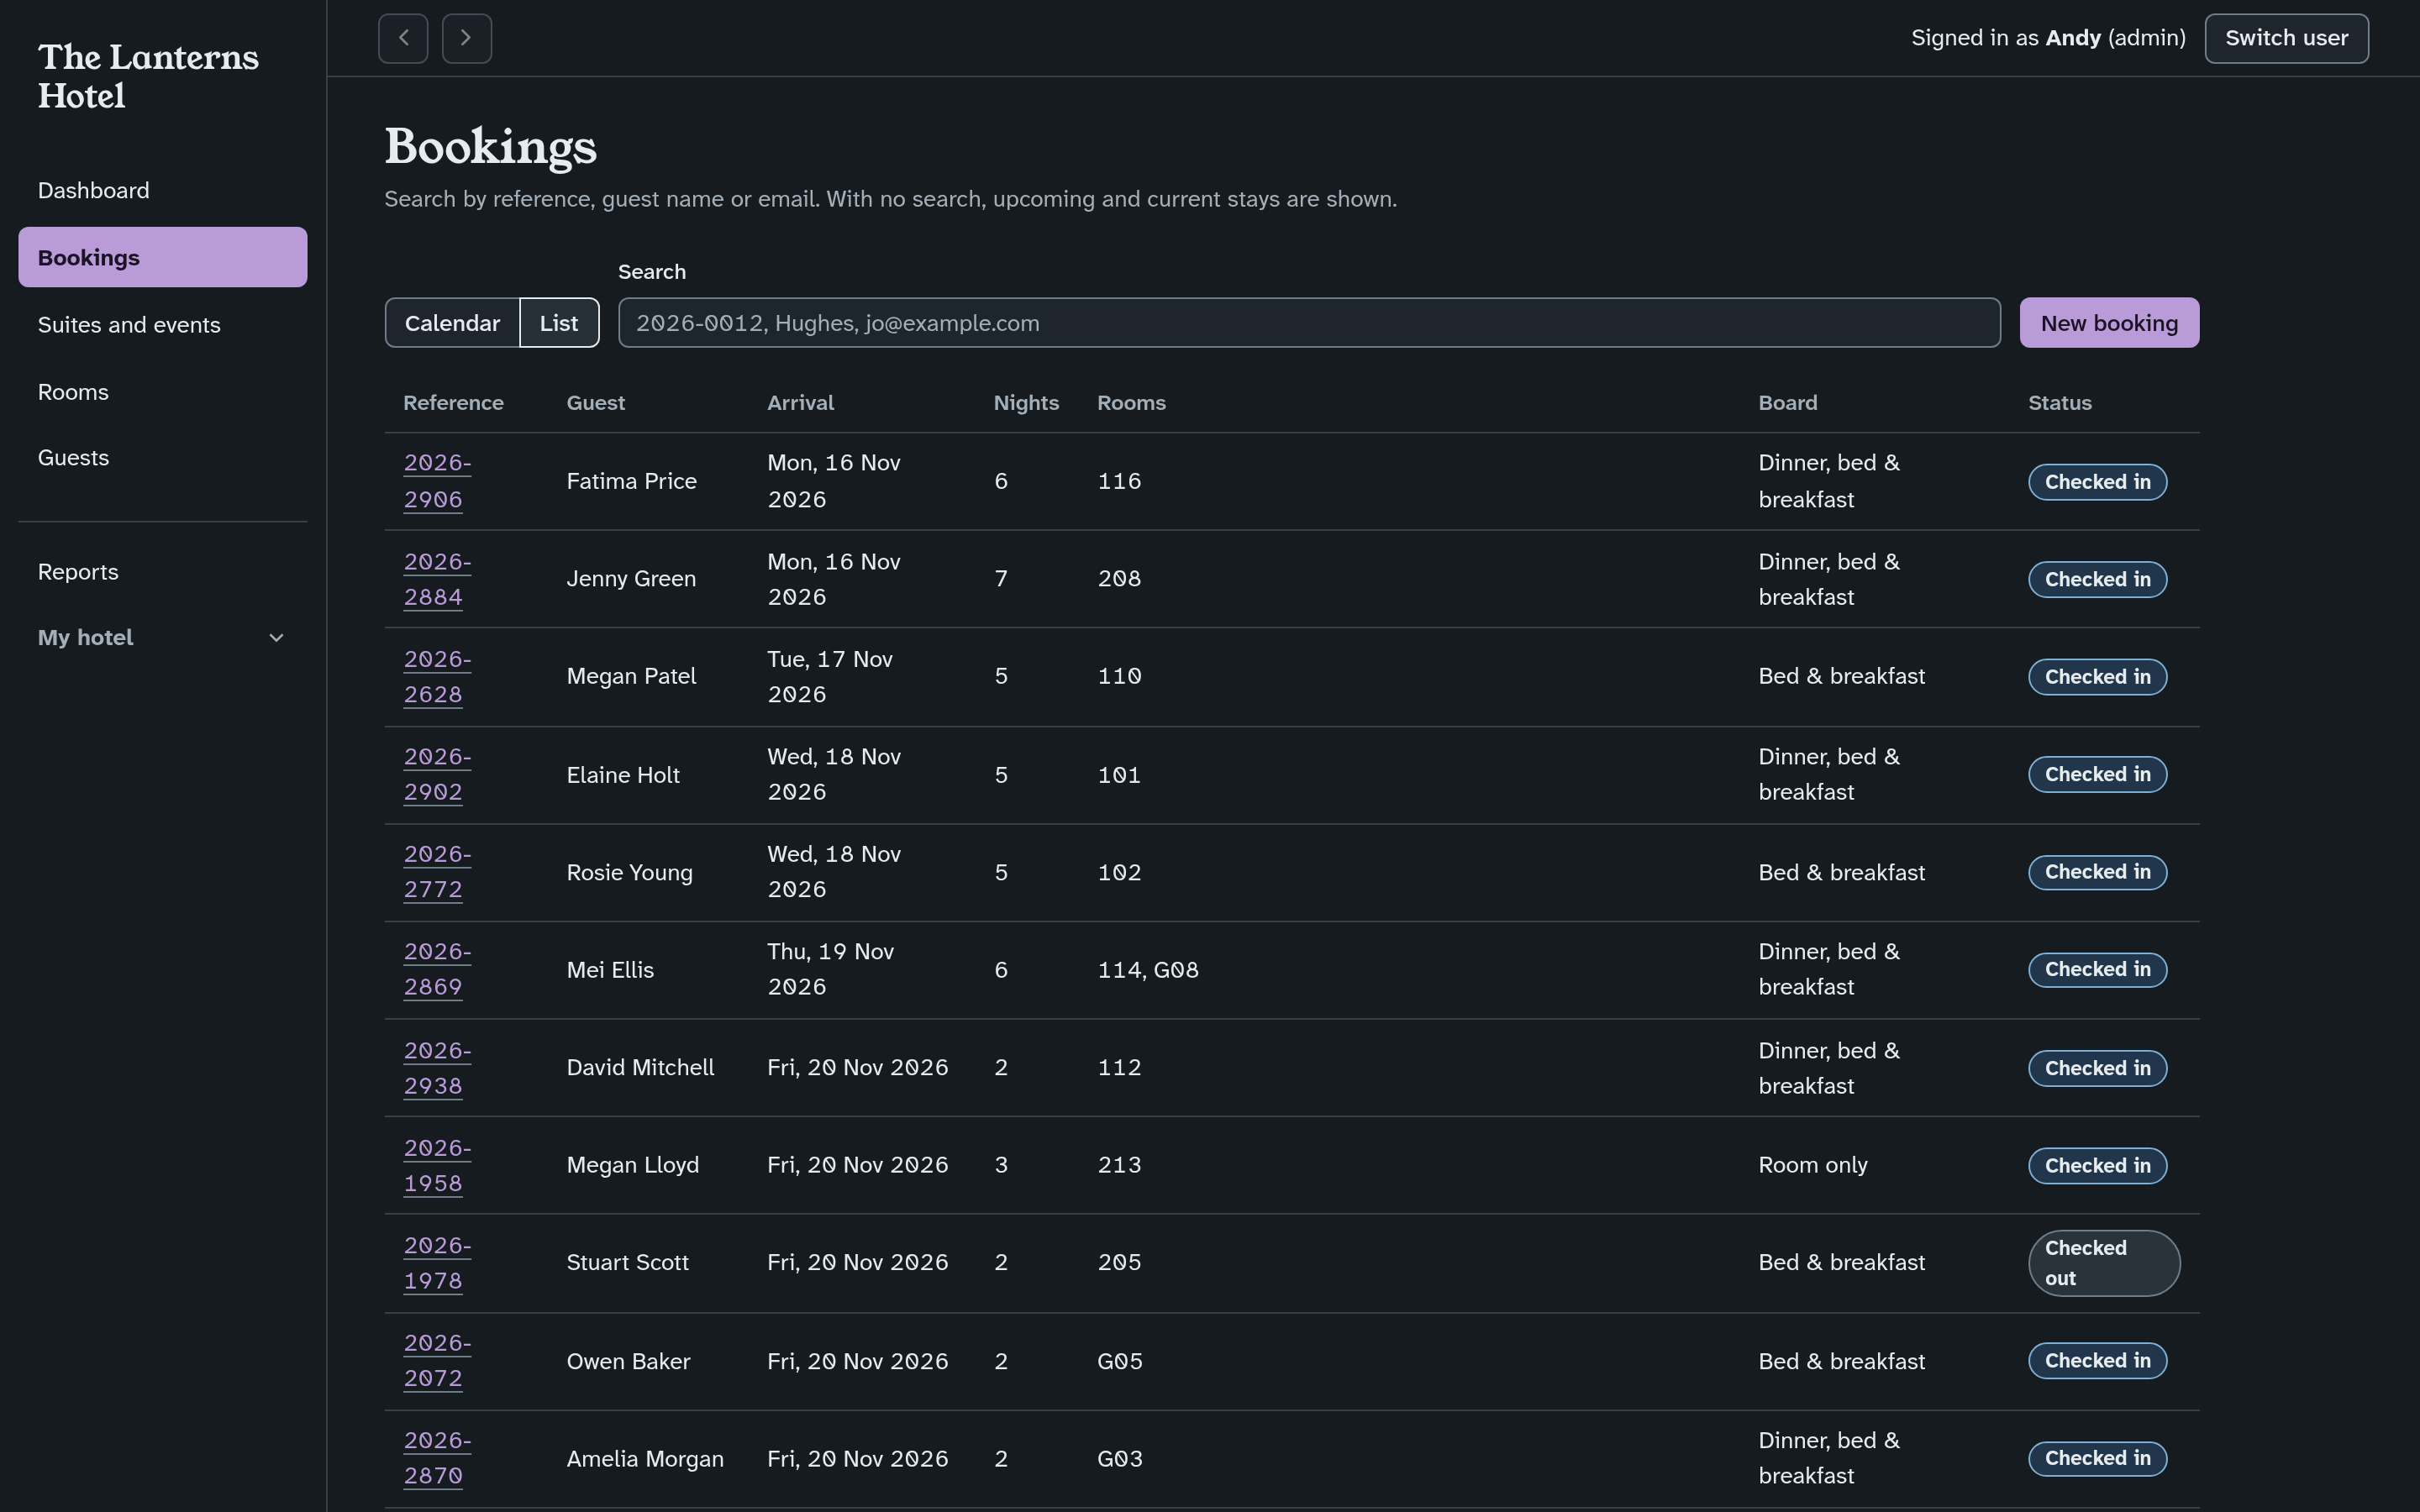 The Lanterns
Hotel
Dashboard
Bookings
Suites and events
Rooms
Guests
Reports
My hotel
Signed in as Andy (admin)
Switch user
Bookings
Search by reference, guest name or email. With no search, upcoming and current stays are shown.
Search
Calendar List 2026-0012, Hughes, jo@example.com New booking
Reference Guest Arrival Nights Rooms Board Status
2026-
2906
Fatima Price
Mon, 16 Nov
2026
6
116
Dinner, bed &
breakfast
Checked in
2026-
2884
Jenny Green
Mon, 16 Nov
2026
7
208
Dinner, bed &
breakfast
Checked in
2026-
2628
Megan Patel
Tue, 17 Nov
2026
5
110
Bed & breakfast
Checked in
2026-
2902
Elaine Holt
Wed, 18 Nov
2026
5
101
Dinner, bed &
breakfast
Checked in
2026-
2772
Rosie Young
Wed, 18 Nov
2026
5
102
Bed & breakfast
Checked in
2026-
2869
Mei Ellis
Thu, 19 Nov
2026
6
114, G08
Dinner, bed &
breakfast
Checked in
2026-
2938
David Mitchell
Fri, 20 Nov 2026
2
112
Dinner, bed &
breakfast
Checked in
2026-
1958
Megan Lloyd
Fri, 20 Nov 2026
3
213
Room only
Checked in
2026-
1978
Stuart Scott
Fri, 20 Nov 2026
2
205
Bed & breakfast
Checked
out
2026-
2072
Owen Baker
Fri, 20 Nov 2026
2
G05
Bed & breakfast
Checked in
2026-
2870
Amelia Morgan
Fri, 20 Nov 2026
2
G03
Dinner, bed &
breakfast
Checked in